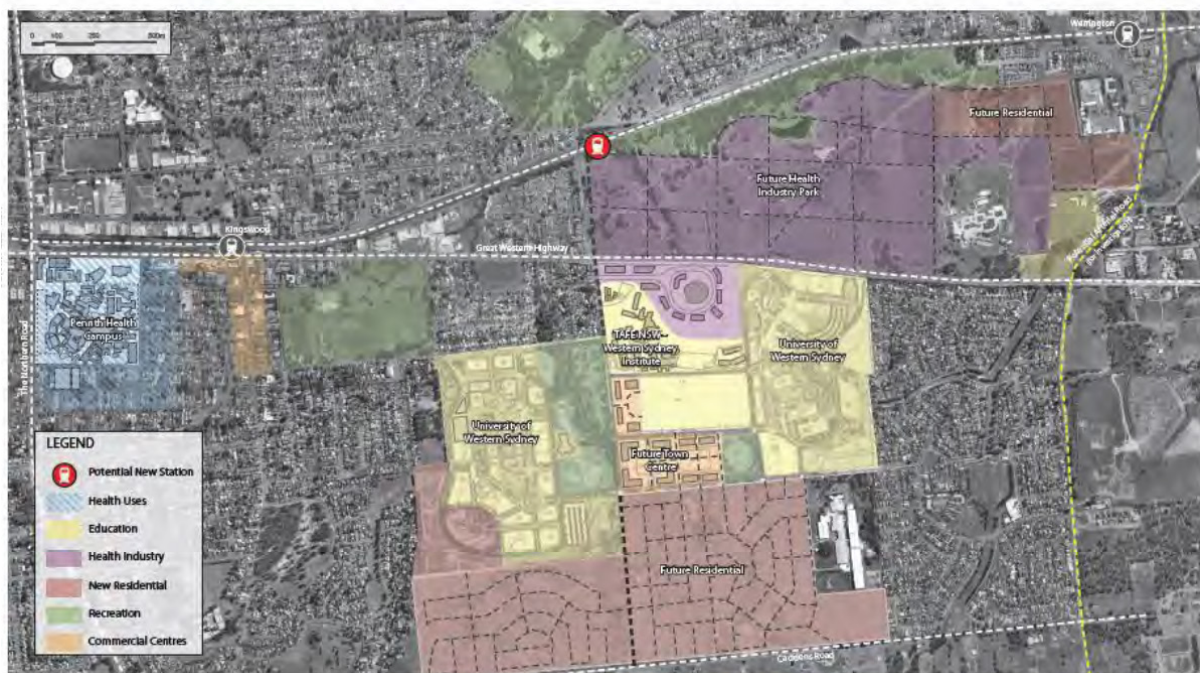 0 100 250 500m
Werrington
Future Residential
Future Health
Industry Park
Kingswood
Great Western Highway
Penrith Health
campus
The Northern Road
TAFE NSW -
Western Sydney
Institute
University of
Western Sydney
University of
Western Sydney
Future Town
Centre
Future Residential
Caddens Road
LEGEND
Potential New Station
Health Uses
Education
Health Industry
New Residential
Recreation
Commercial Centres